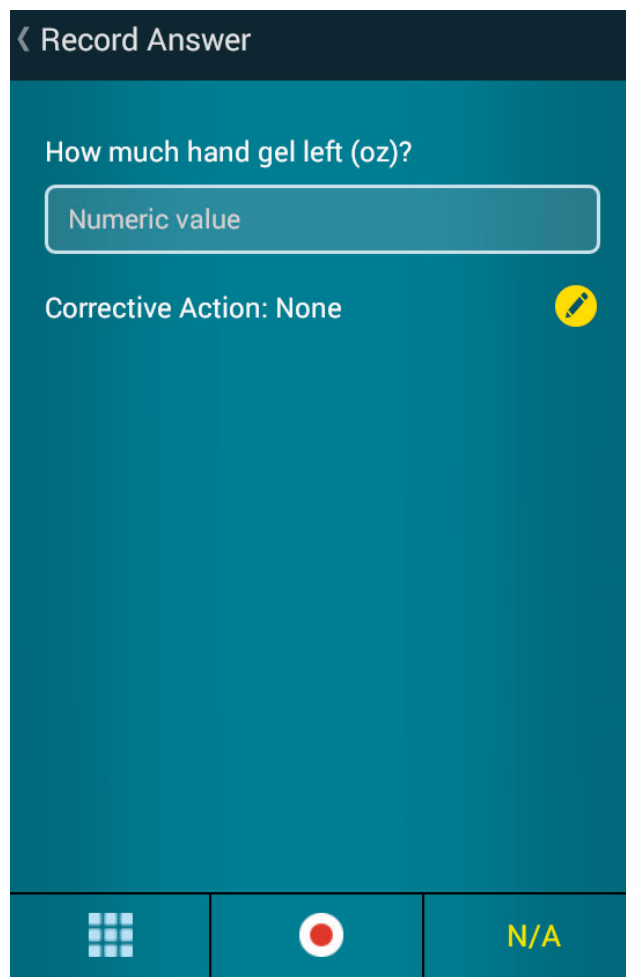 Record Answer
How much hand gel left (oz)?
Numeric value
Corrective Action: None
N/A